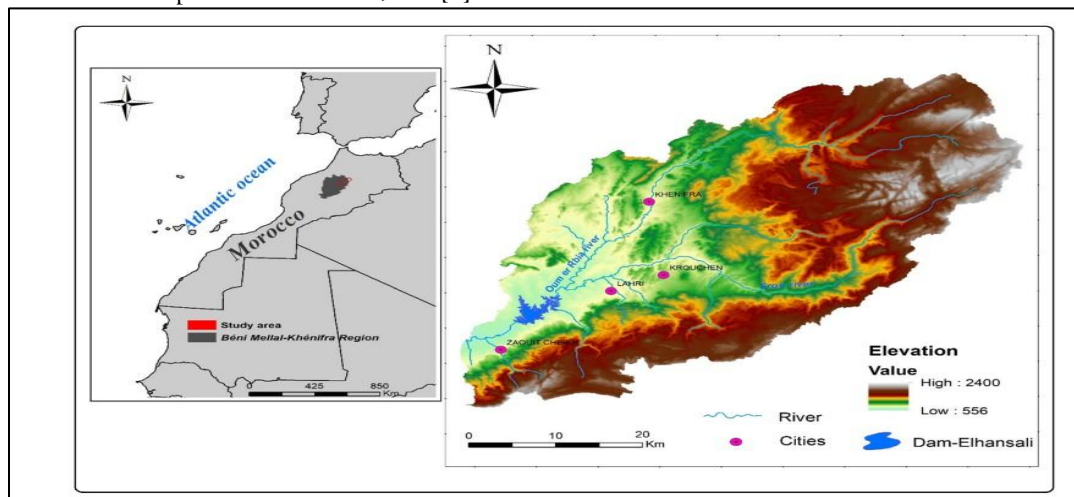 N
Atlantic ocean
Morocco
Study area
Béni Mellal-Khénifra Region
0 425 850
Km
N
KHENIFRA
Oum er Rbia river
KROUCHEN
LAHRI
river
ZAOUIT
Elevation
Value
High : 2400
Low : 556
River
Cities
Dam-Elhansali
0 10 20
Km